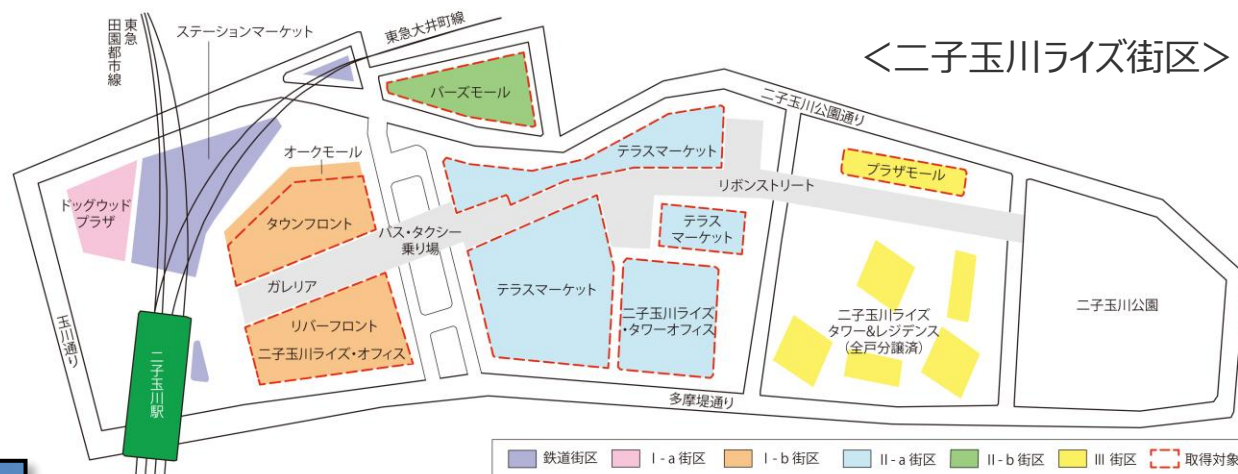 <二子玉川ライズ街区>
東急
田園都市線
ステーションマーケット
東急大井町線
バーズモール
二子玉川公園通り
オークモール
テラスマーケット
プラザモール
リボンストリート
ドッグウッド
プラザ
タウンフロント
バス・タクシー
乗り場
テラス
マーケット
ガレリア
テラスマーケット
二子玉川ライズ
・タワーオフィス
二子玉川ライズ
タワー&レジデンス
(全戸分譲済)
二子玉川公園
リバーフロント
二子玉川ライズ・オフィス
玉川通り
二子玉川駅
多摩堤通り
鉄道街区 I-a 街区 I-b 街区 II-a 街区 II-b 街区 III 街区 取得対象